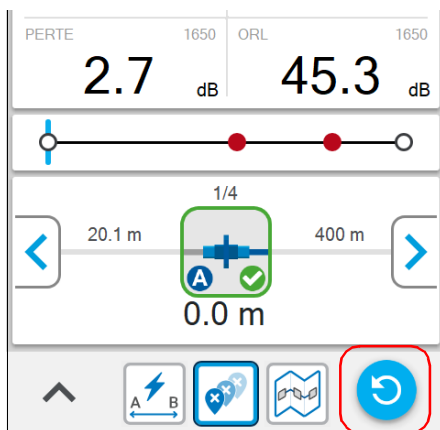 PERTE 1650 ORL 1650
2.7 dB 45.3 dB
1/4
20.1 m 400 m
A
0.0 m
A B